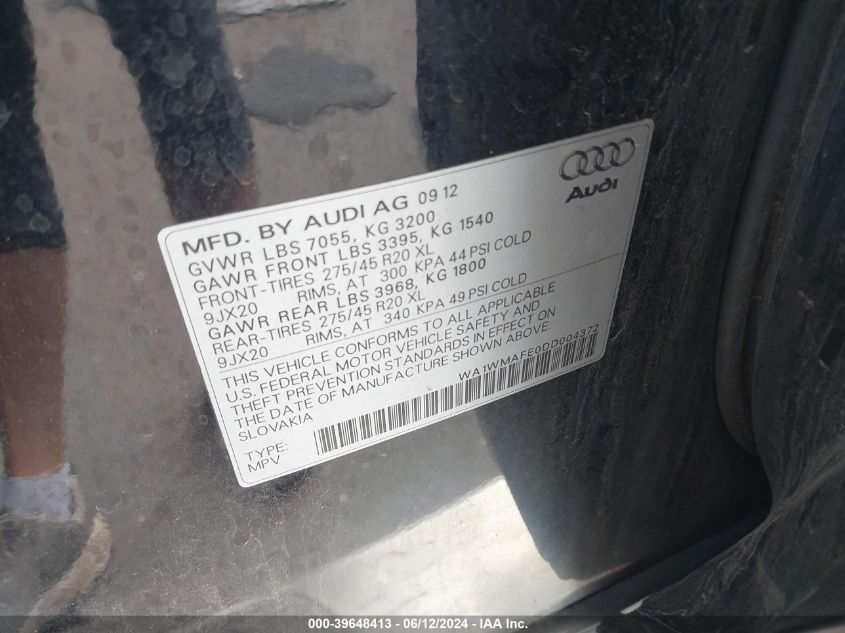 Audi
MFD. BY AUDI AG 09 12
GVWR LBS 7055, KG 3200
GAWR FRONT LBS 3395, KG 1540
FRONT-TIRES 275/45 R20 XL
9JX20 RIMS, AT 300 KPA 44 PSI COLD
GAWR REAR LBS 3968, KG 1800
REAR-TIRES 275/45 R20 XL
9JX20 RIMS, AT 340 KPA 49 PSI COLD
THIS VEHICLE CONFORMS TO ALL APPLICABLE
U.S. FEDERAL MOTOR VEHICLE SAFETY AND
THEFT PREVENTION STANDARDS IN EFFECT ON
THE DATE OF MANUFACTURE SHOWN ABOVE.
SLOVAKIA
WA1WMAFE0DD004372
TYPE:
MPV
000-39648413 - 06/12/2024 - IAA Inc.